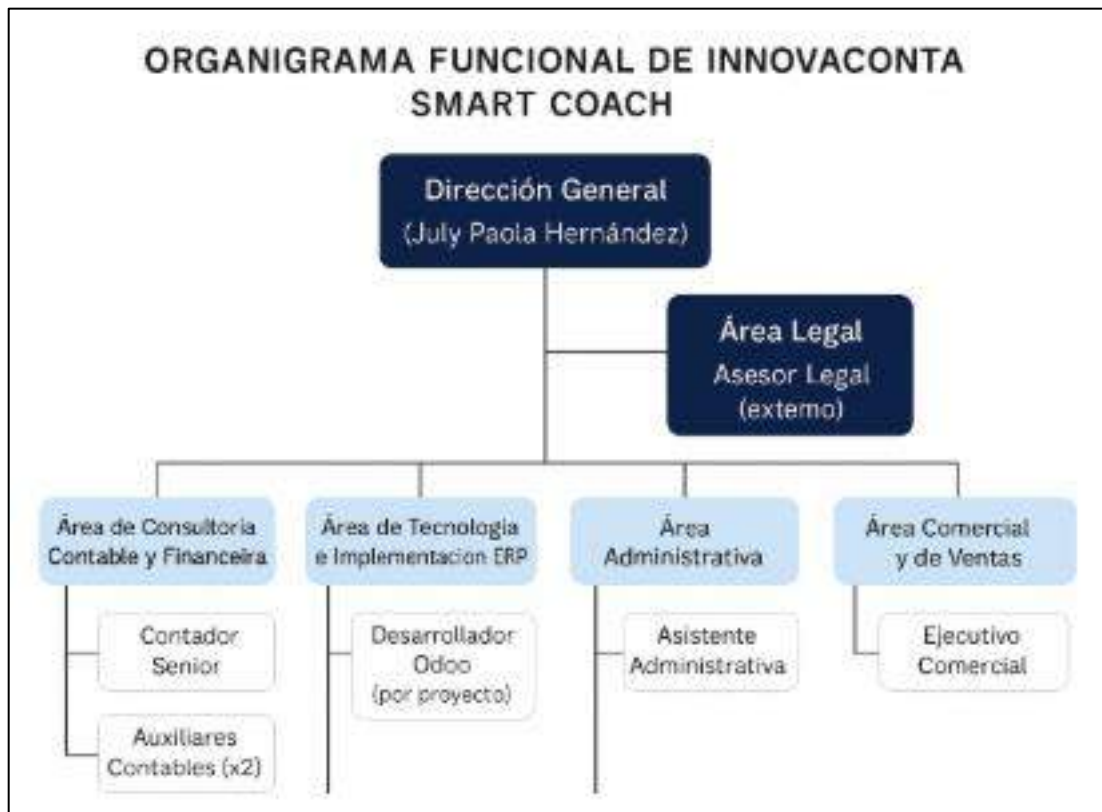 ORGANIGRAMA FUNCIONAL DE INNOVACONTA
SMART COACH
Dirección General
(July Paola Hernández)
Área Legal
Asesor Legal
(externo)
Área de Consultoria
Contable y Financeira
Área de Tecnologia
e Implementacion ERP
Área
Administrativa
Área Comercial
y de Ventas
Contador
Senior
Desarrollador
Odoo
(por proyecto)
Asistente
Administrativa
Ejecutivo
Comercial
Auxiliares
Contables (x2)